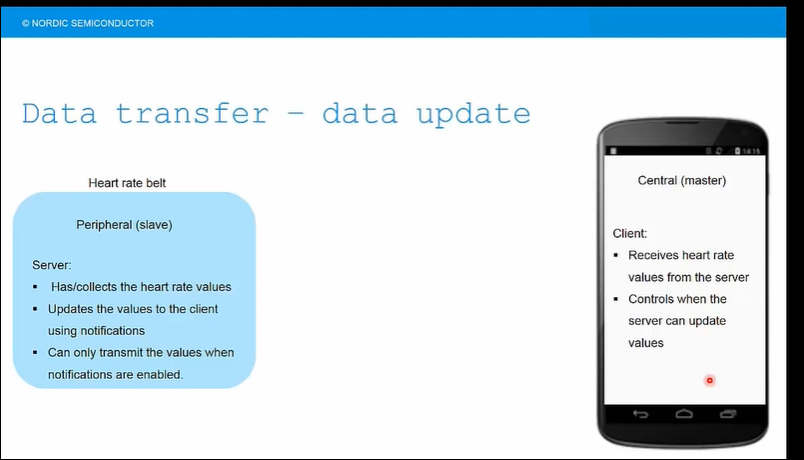 © NORDIC SEMICONDUCTOR
Data transfer – data update
Heart rate belt
Peripheral (slave)
Server:
▪ Has/collects the heart rate values
▪ Updates the values to the client
using notifications
▪ Can only transmit the values when
notifications are enabled.
14:15
Central (master)
Client:
▪ Receives heart rate
values from the server
▪ Controls when the
server can update
values